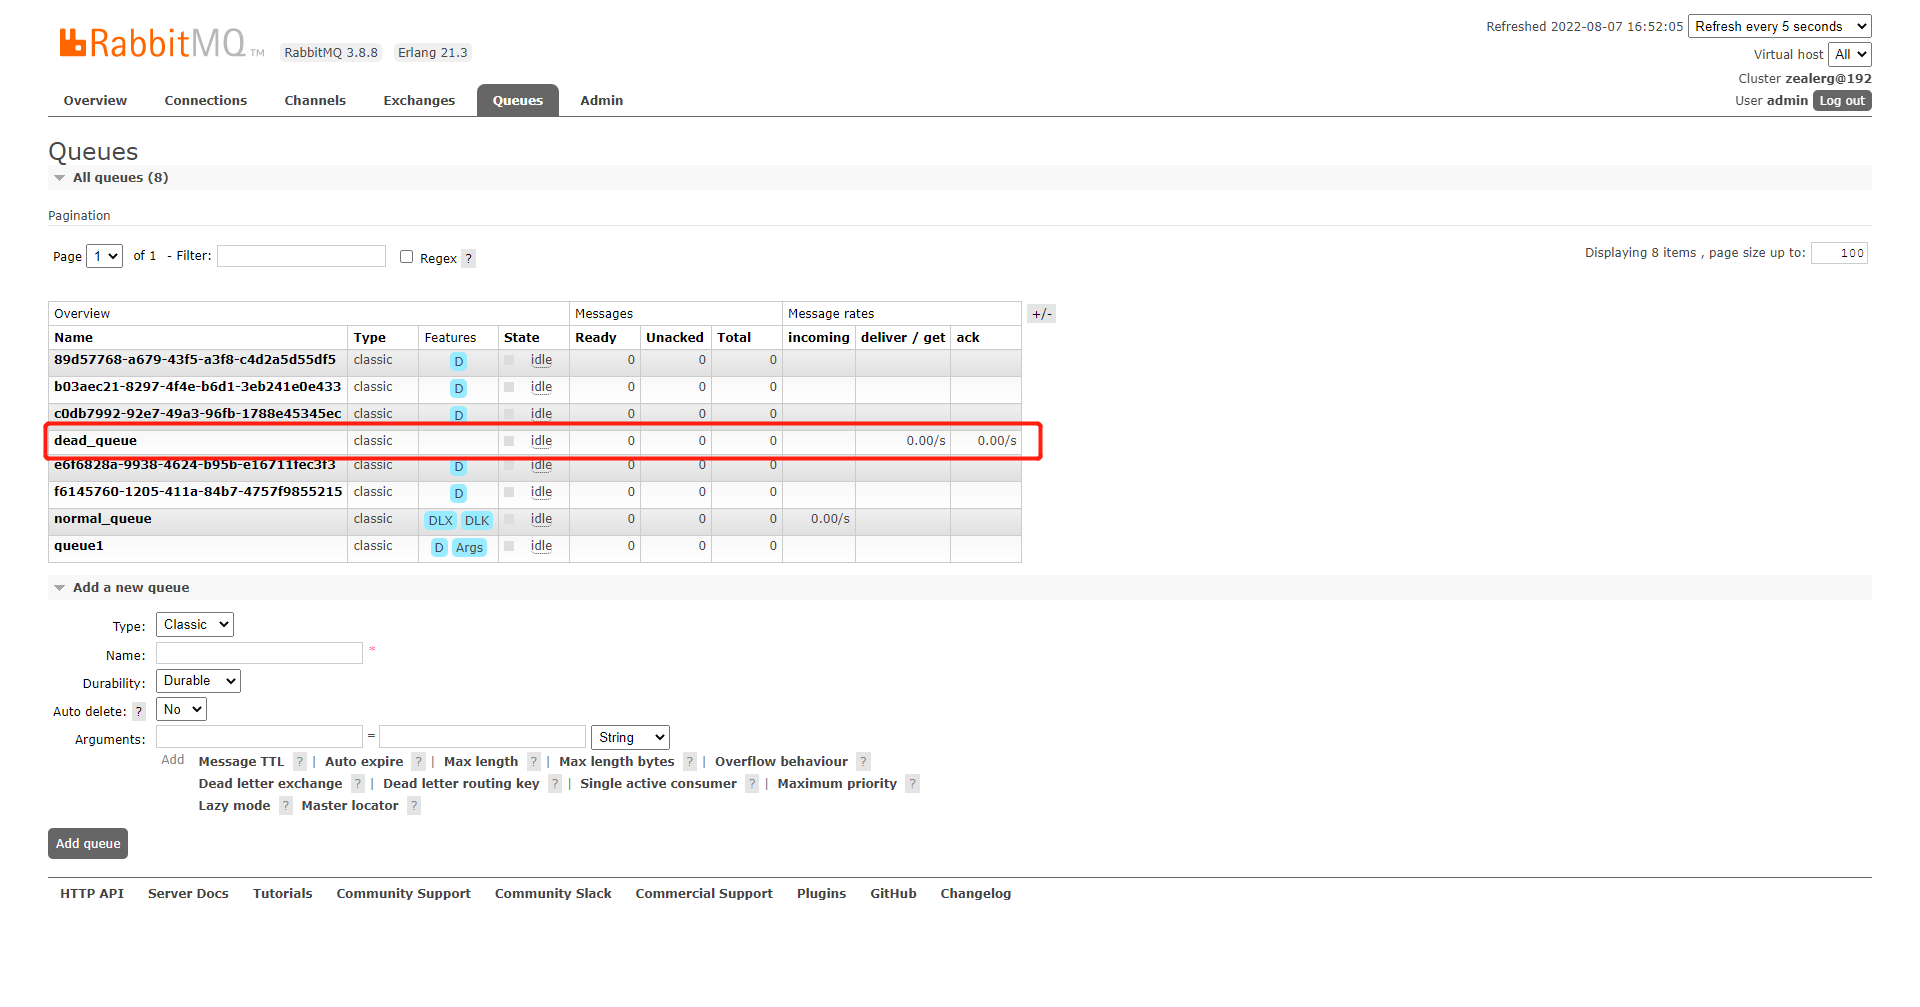 RabbitMQ TM RabbitMQ 3.8.8 Erlang 21.3
Refreshed 2022-08-07 16:52:05 Refresh every 5 seconds
Virtual host All
Cluster zealerg@192
User admin Log out
Overview Connections Channels Exchanges Queues Admin
Queues
All queues (8)
Pagination
Page 1 of 1 - Filter: Regex ? Displaying 8 items , page size up to: 100
Overview Messages Message rates +/-
Name Type Features State Ready Unacked Total incoming deliver / get ack
89d57768-a679-43f5-a3f8-c4d2a5d55df5 classic D idle 0 0 0
b03aec21-8297-4f4e-b6d1-3eb241e0e433 classic D idle 0 0 0
c0db7992-92e7-49a3-96fb-1788e45345ec classic D idle 0 0 0
dead_queue classic idle 0 0 0 0.00/s 0.00/s
e6f6828a-9938-4624-b95b-e16711fec3f3 classic D idle 0 0 0
f6145760-1205-411a-84b7-4757f9855215 classic D idle 0 0 0
normal_queue classic DLX DLK idle 0 0 0 0.00/s
queue1 classic D Args idle 0 0 0
Add a new queue
Type: Classic
Name: *
Durability: Durable
Auto delete: ? No
Arguments: = String
Add Message TTL ? | Auto expire ? | Max length ? | Max length bytes ? | Overflow behaviour ?
Dead letter exchange ? | Dead letter routing key ? | Single active consumer ? | Maximum priority ?
Lazy mode ? Master locator ?
Add queue
HTTP API Server Docs Tutorials Community Support Community Slack Commercial Support Plugins GitHub Changelog